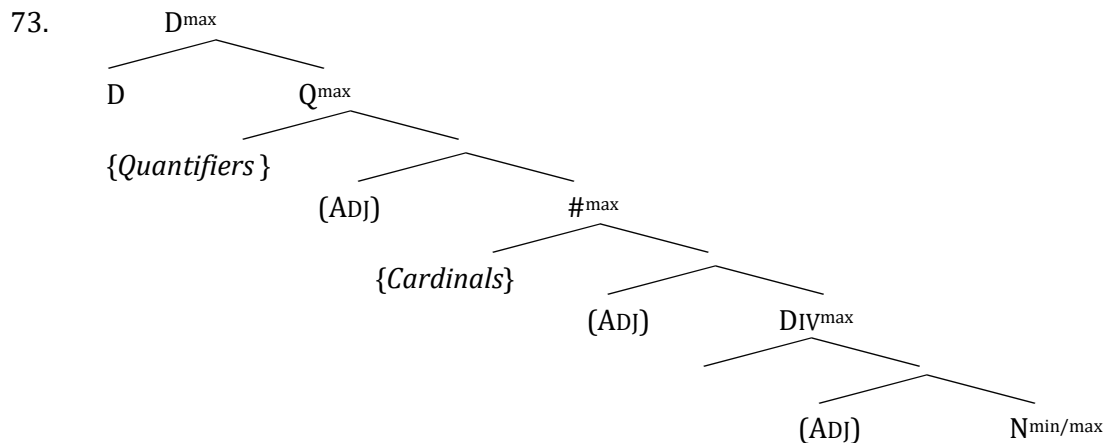 73. Dmax
D Qmax
{Quantifiers }
(ADJ) #max
{Cardinals}
(ADJ) DIVmax
(ADJ) Nmin/max